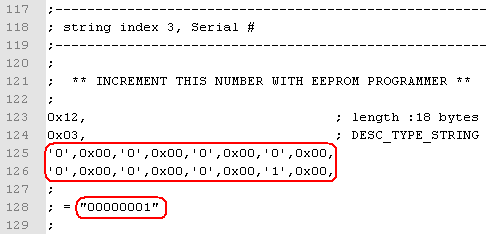 117 ;-------------------------------------------------------
118 ; string index 3, Serial #
119 ;-------------------------------------------------------
120 ;
121 ;  ** INCREMENT THIS NUMBER WITH EEPROM PROGRAMMER **
122 ;
123 0x12, ; length :18 bytes
124 0x03, ; DESC_TYPE_STRING
125 '0',0x00,'0',0x00,'0',0x00,'0',0x00,
126 '0',0x00,'0',0x00,'0',0x00,'1',0x00,
127 ;
128 ; = "00000001"
129 ;